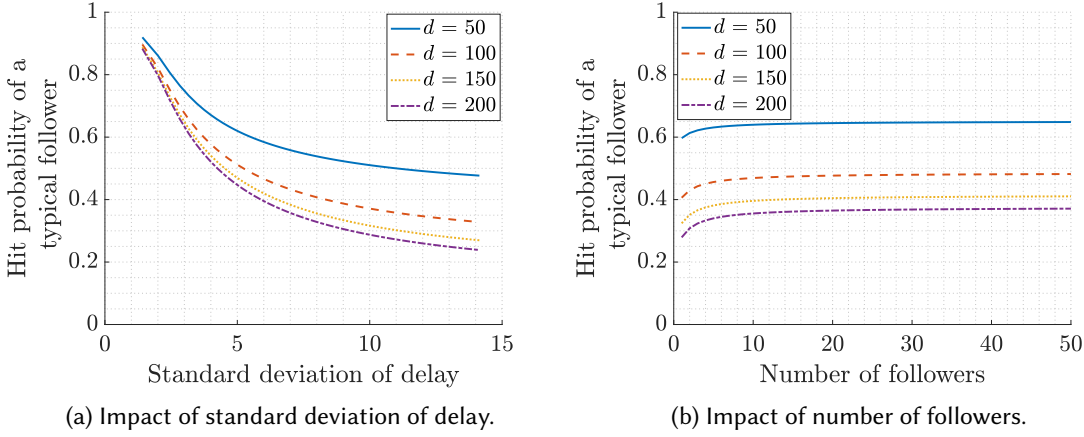 Hit probability of a
typical follower
1
0.8
0.6
0.4
0.2
0
0
5
10
15
d = 50
d = 100
d = 150
d = 200
Standard deviation of delay
(a) Impact of standard deviation of delay.
Hit probability of a
typical follower
1
0.8
0.6
0.4
0.2
0
0
10
20
30
40
50
d = 50
d = 100
d = 150
d = 200
Number of followers
(b) Impact of number of followers.